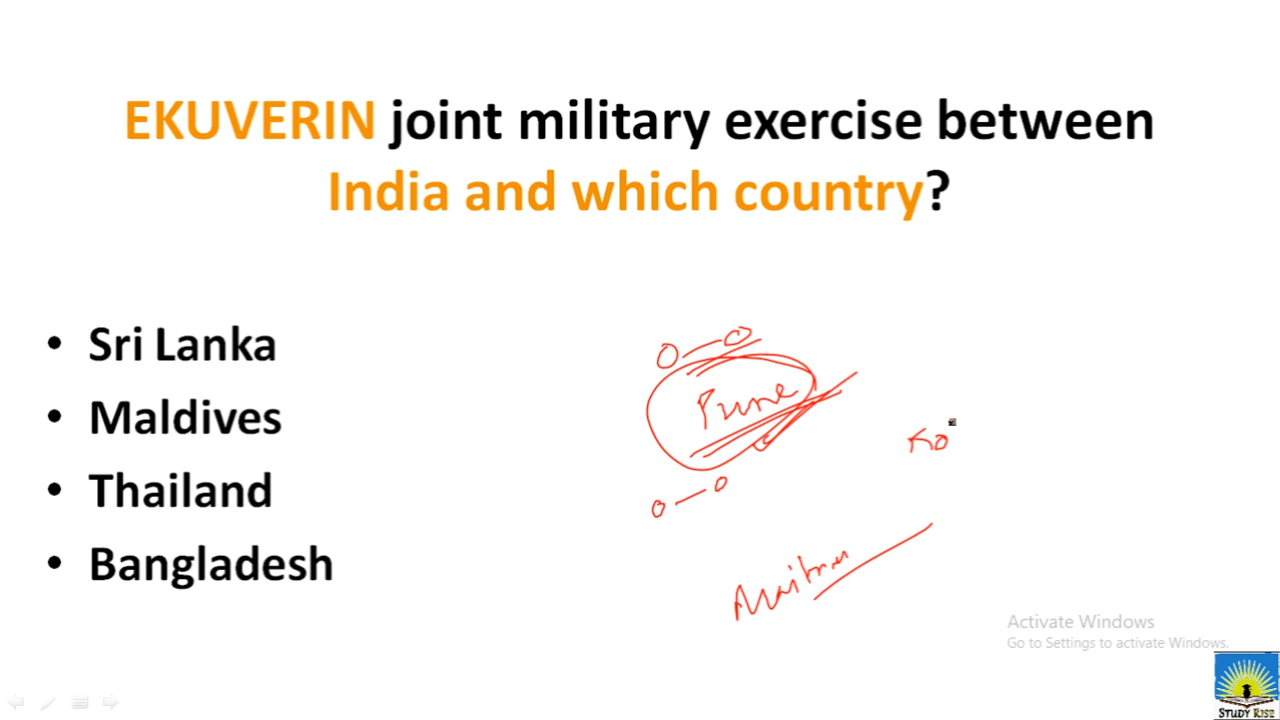 EKUVERIN joint military exercise between
India and which country?
• Sri Lanka
• Maldives
• Thailand
• Bangladesh
Pune
Ko
Activate Windows
Go to Settings to activate Windows.
STUDY RISE